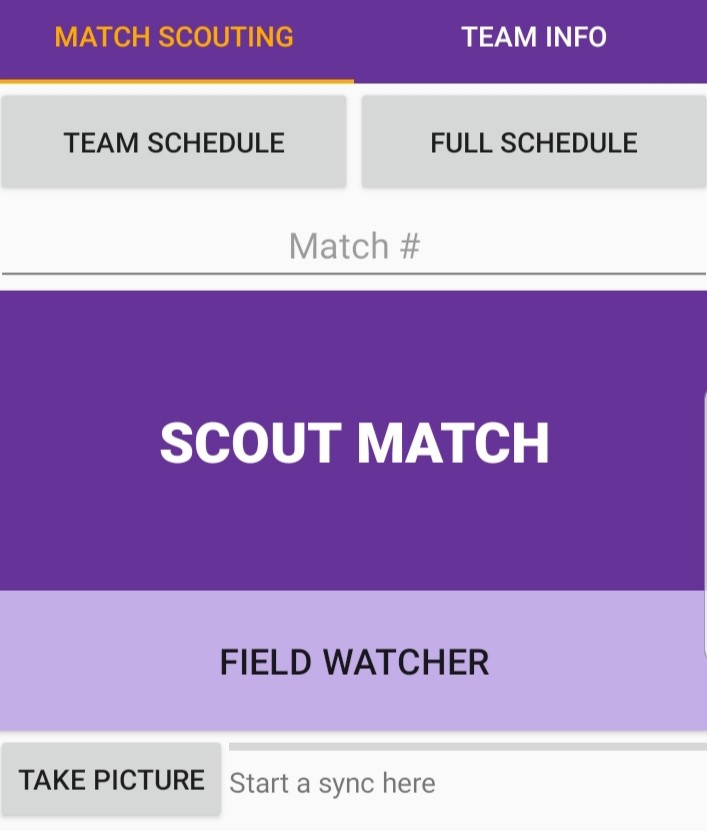 MATCH SCOUTING TEAM INFO
TEAM SCHEDULE FULL SCHEDULE
Match #
SCOUT MATCH
FIELD WATCHER
TAKE PICTURE Start a sync here